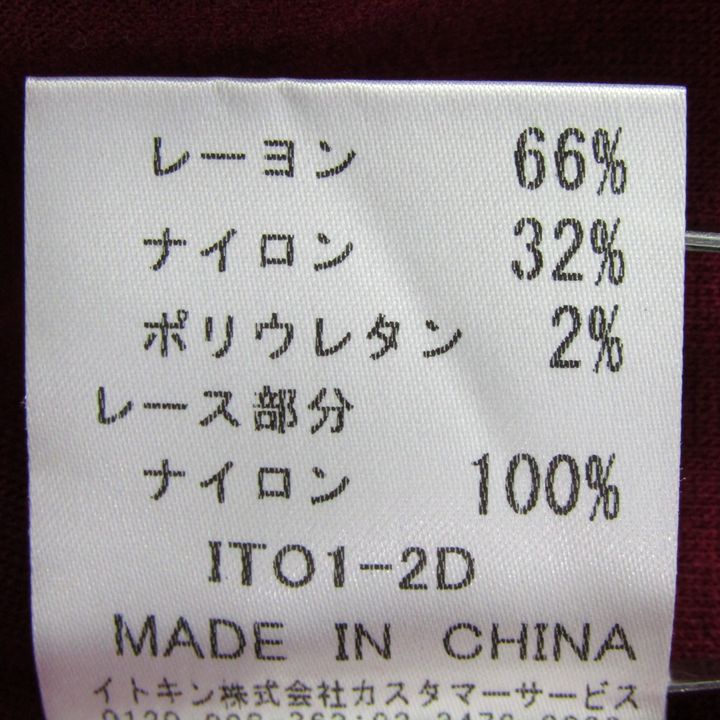 レーヨン 66%
ナイロン 32%
ポリウレタン 2%
レース部分
ナイロン 100%
IT01-2D
MADE IN CHINA
イトキン株式会社カスタマーサービス